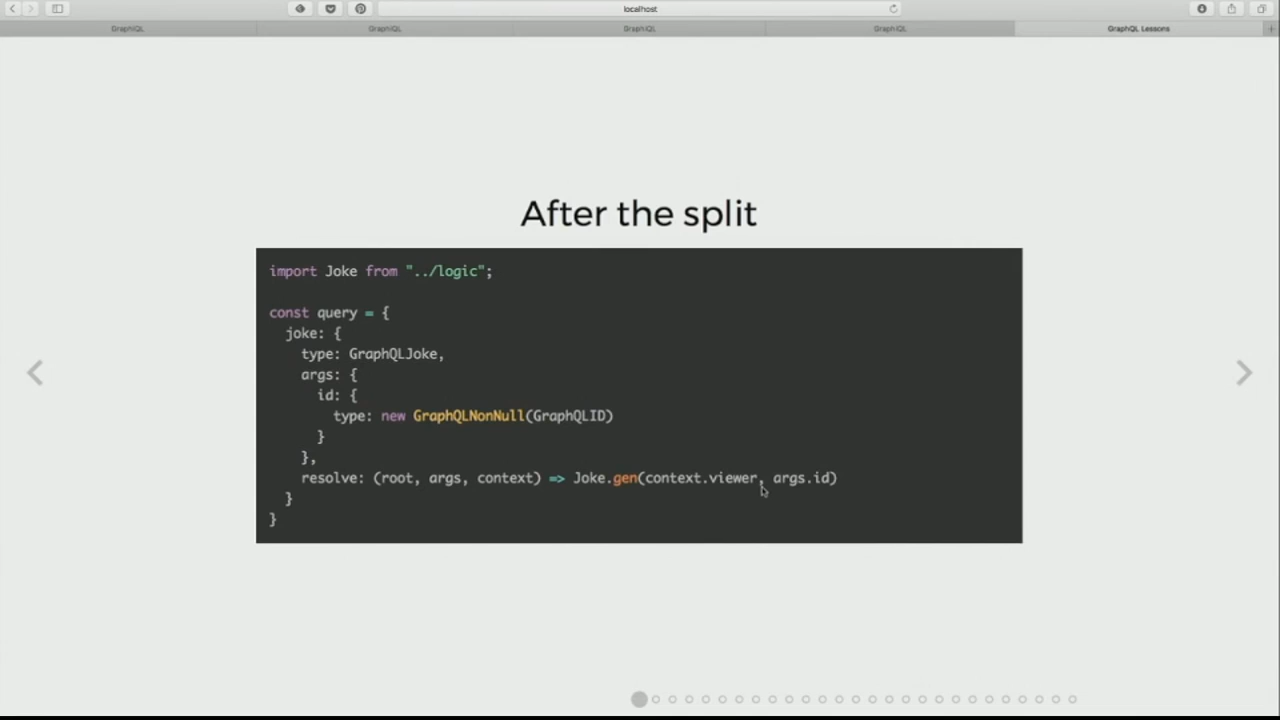 localhost
GraphiQL
GraphiQL
GraphiQL
GraphiQL
GraphQL Lessons
After the split
import Joke from "../logic";
const query = {
joke: {
type: GraphQLJoke,
args: {
id: {
type: new GraphQLNonNull(GraphQLID)
}
},
resolve: (root, args, context) => Joke.gen(context.viewer, args.id)
}
}